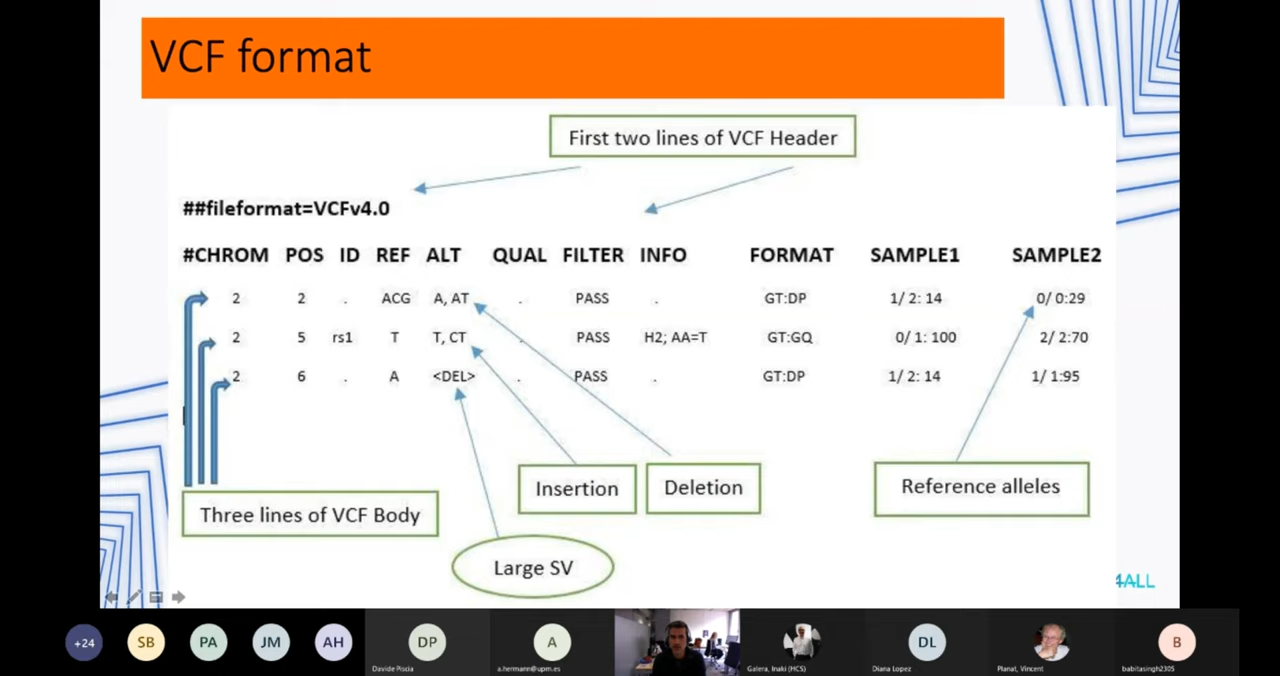 VCF format
First two lines of VCF Header
##fileformat=VCFv4.0
#CHROM POS ID REF ALT QUAL FILTER INFO FORMAT SAMPLE1 SAMPLE2
2 2 . ACG A, AT . PASS . GT:DP 1/ 2: 14 0/ 0:29
2 5 rs1 T T, CT . PASS H2; AA=T GT:GQ 0/ 1: 100 2/ 2:70
2 6 . A <DEL> . PASS . GT:DP 1/ 2: 14 1/ 1:95
Insertion
Deletion
Reference alleles
Three lines of VCF Body
Large SV
4ALL
+24
SB
PA
JM
AH
DP
A
DL
B
Davide Piscia
a.hermann@upm.es
Galera, Inaki (HCS)
Diana Lopez
Planat, Vincent
babitasingh2305